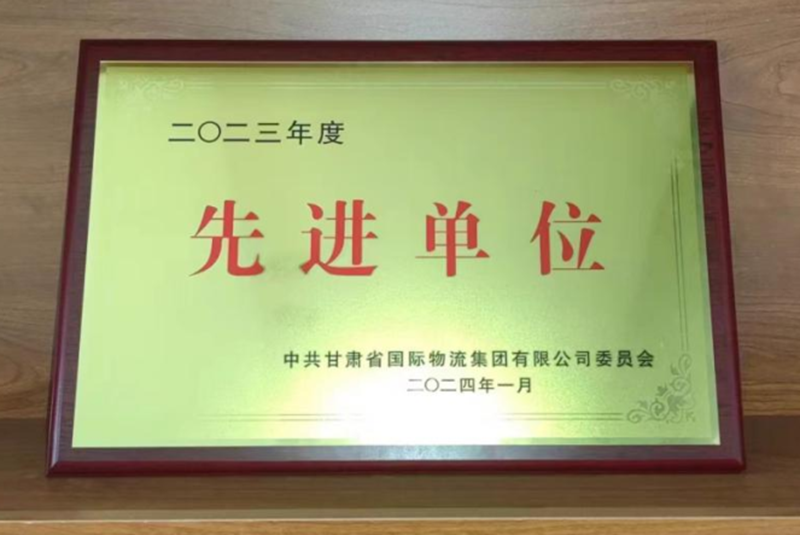 二〇二三年度
先进单位
中共甘肃省国际物流集团有限公司委员会
二〇二四年一月